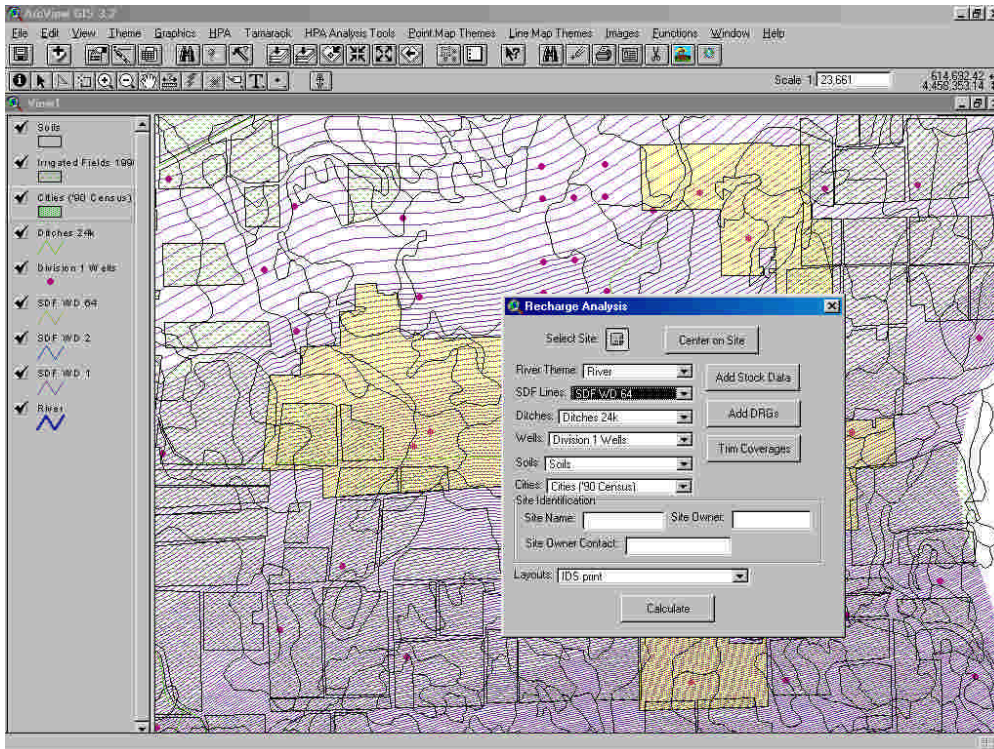 ArcView GIS 3.2
File Edit View Theme Graphics HPA Tamarack HPA Analysis Tools Point Map Themes Line Map Themes Images Functions Window Help
Scale 1: 23,661
614,632.42
4,458,353.14
View1
Soils
Irrigated Fields 199
Cities ('90 Census)
Ditches 24k
Division 1 Wells
SDF WD 64
SDF WD 2
SDF WD 1
River
Recharge Analysis
Select Site:
Center on Site
River Theme: River
Add Stock Data
SDF Lines: SDF WD 64
Ditches: Ditches 24k
Add DRGs
Wells: Division 1 Wells
Trim Coverages
Soils: Soils
Cities: Cities ('90 Census)
Site Identification
Site Name: Site Owner:
Site Owner Contact:
Layouts: IDS print
Calculate